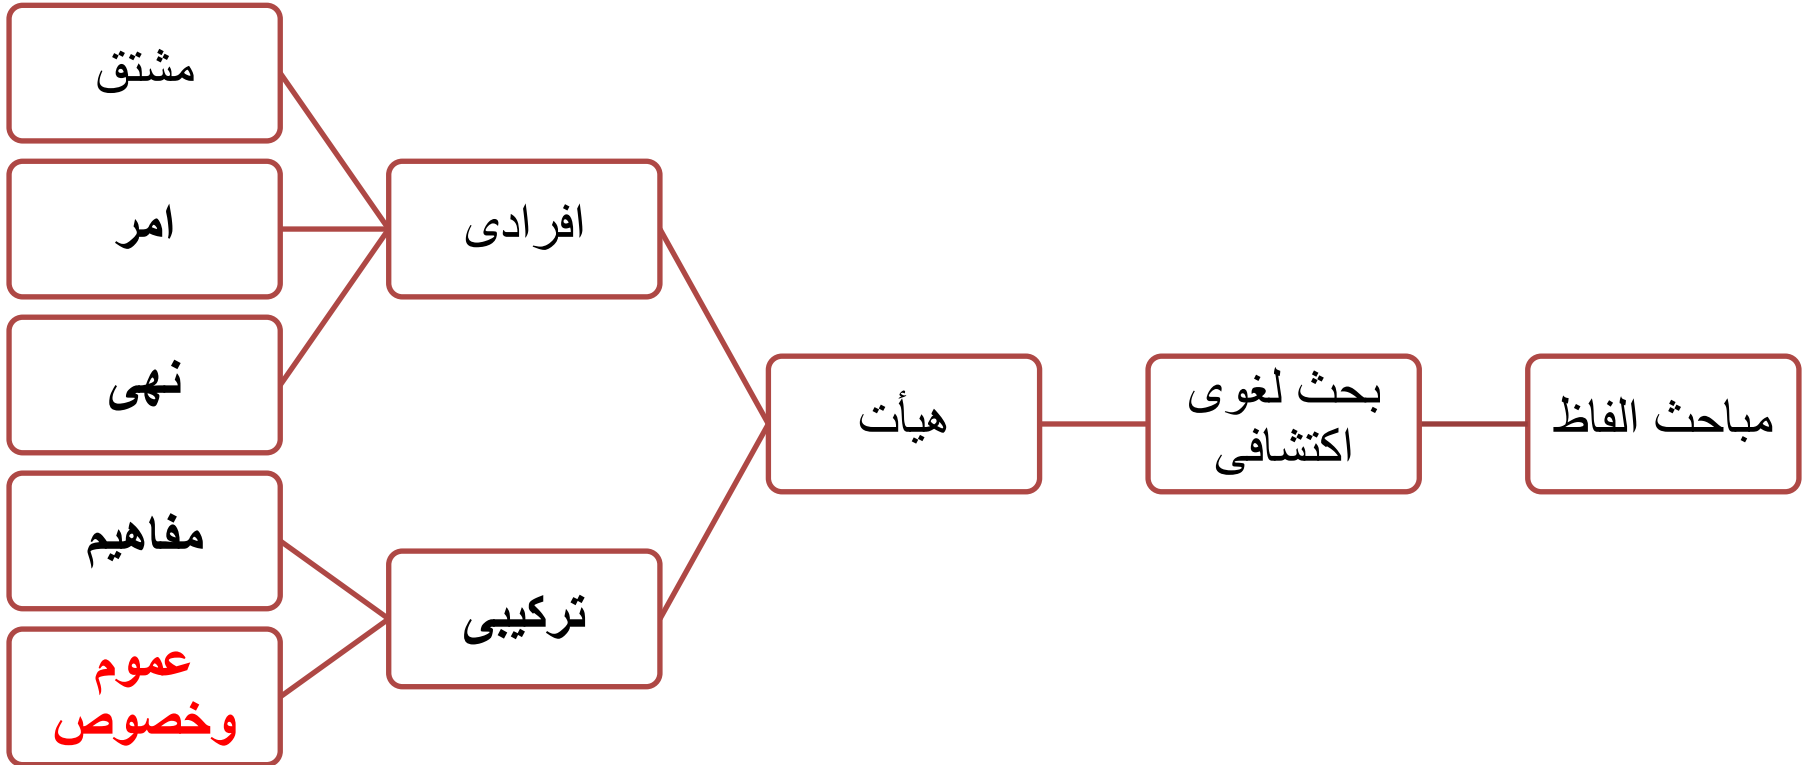 مباحث الفاظ
بحث لغوی
اکتشافی
هیأت
افرادی
مشتق
امر
نهی
ترکیبی
مفاهیم
عموم
وخصوص